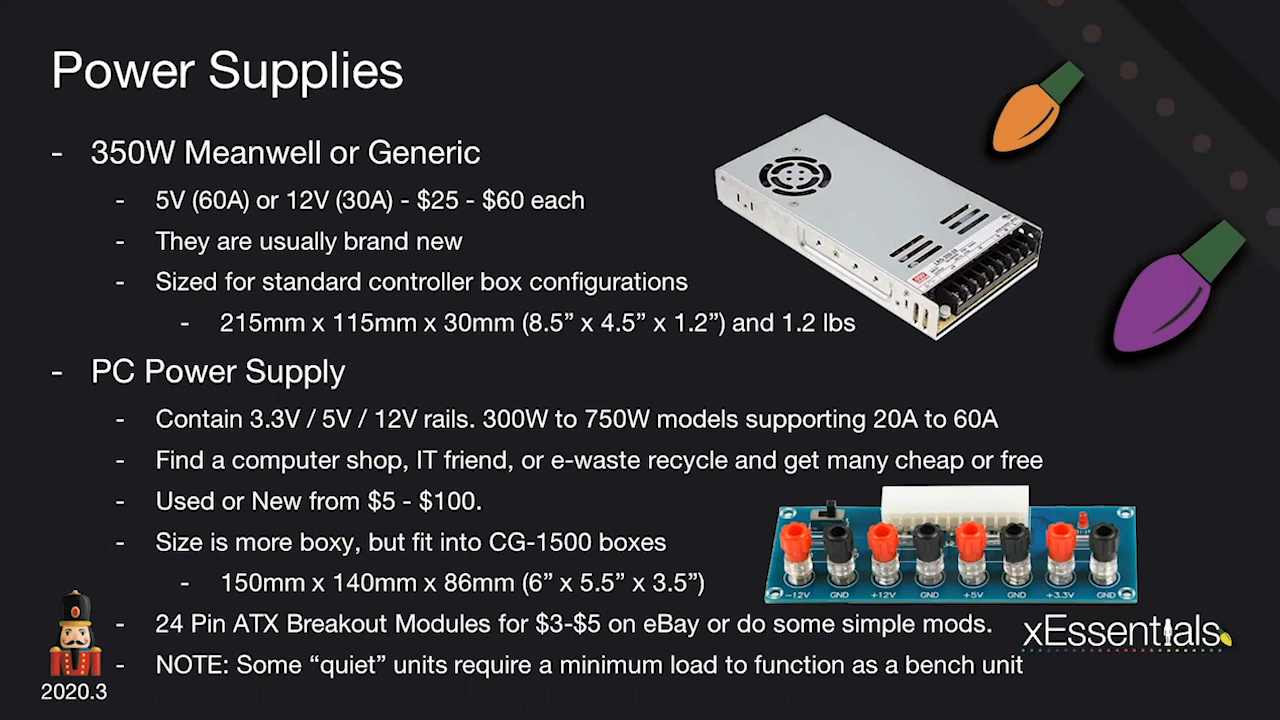 Power Supplies
- 350W Meanwell or Generic
- 5V (60A) or 12V (30A) - $25 - $60 each
- They are usually brand new
- Sized for standard controller box configurations
- 215mm x 115mm x 30mm (8.5” x 4.5” x 1.2”) and 1.2 lbs
- PC Power Supply
- Contain 3.3V / 5V / 12V rails. 300W to 750W models supporting 20A to 60A
- Find a computer shop, IT friend, or e-waste recycle and get many cheap or free
- Used or New from $5 - $100.
- Size is more boxy, but fit into CG-1500 boxes
- 150mm x 140mm x 86mm (6” x 5.5” x 3.5”)
-12V GND +12V GND +5V GND +3.3V GND
- 24 Pin ATX Breakout Modules for $3-$5 on eBay or do some simple mods.
xEssentials
- NOTE: Some “quiet” units require a minimum load to function as a bench unit
2020.3